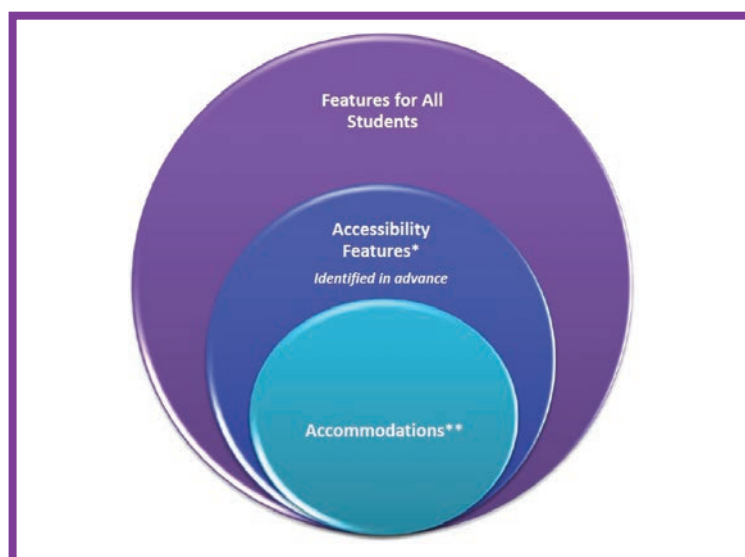 Features for All
Students
Accessibility
Features*
Identified in advance
Accommodations**